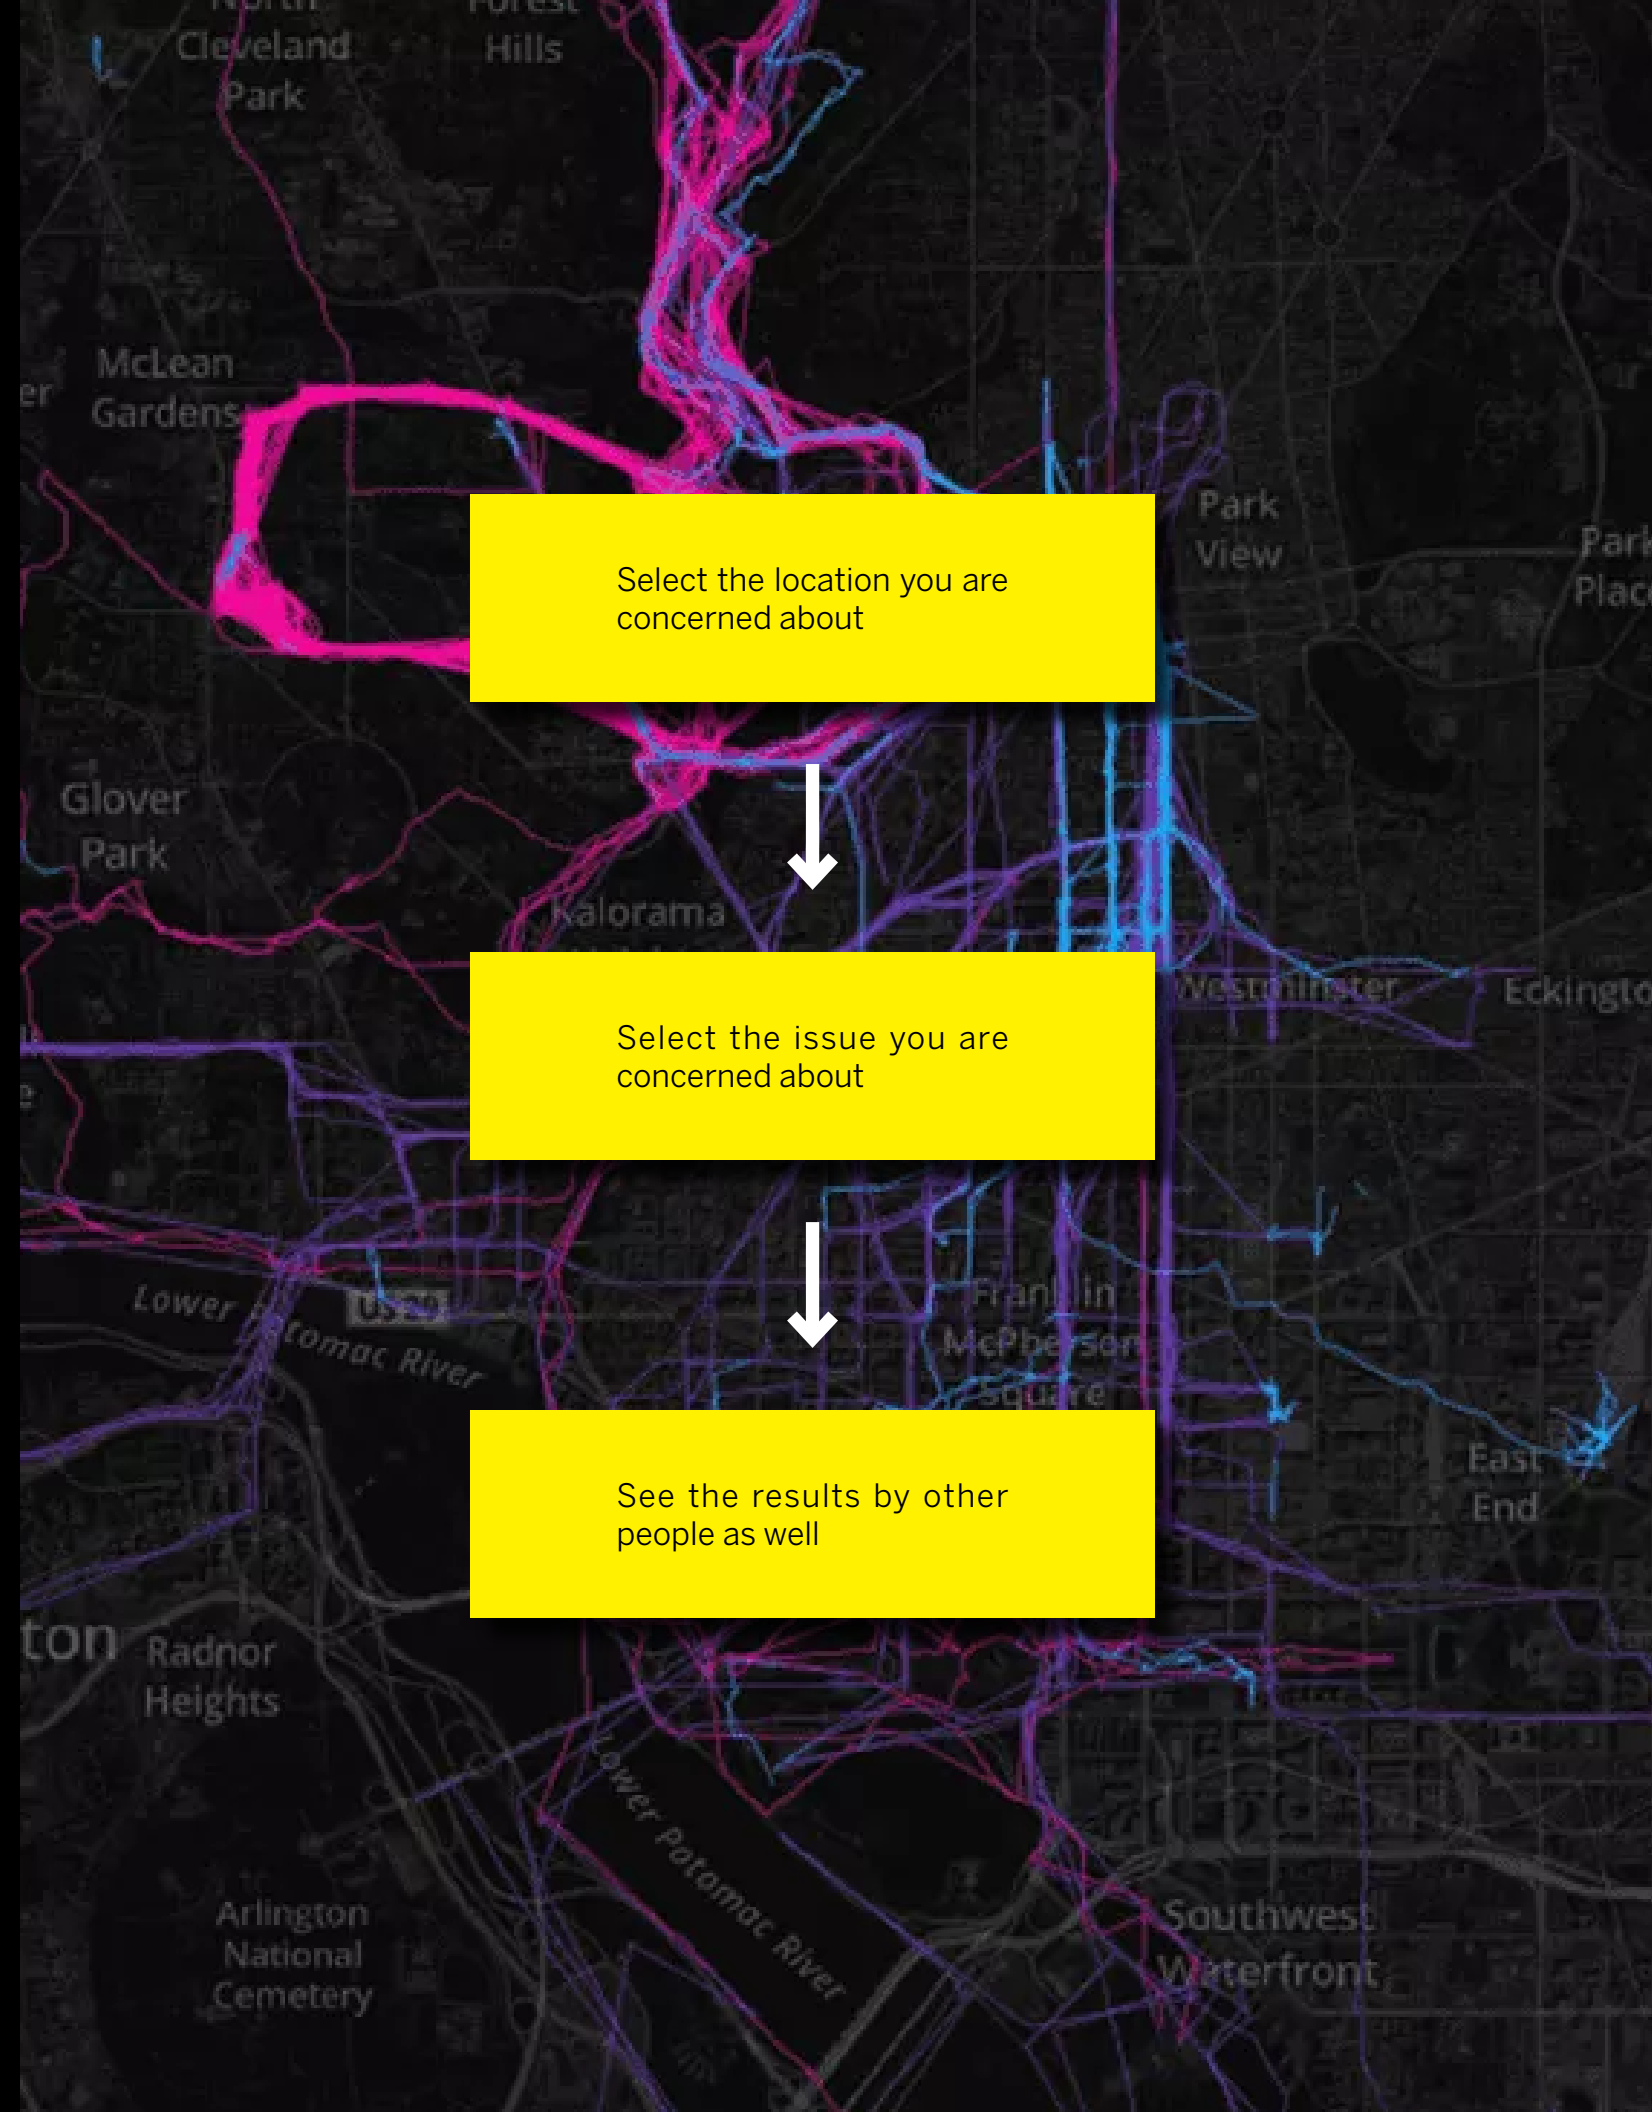 North
Cleveland
Park
Forest
Hills
McLean
Gardens
er
Park
View
Park
Select the location you are
concerned about
Glover
Park
Kalorama
Select the issue you are
concerned about
Westminster
e
Lower Potomac River
Franklin
McPherson
Square
East
End
See the results by other
people as well
ton
Radnor
Heights
Lower Potomac River
Arlington
National
Cemetery
Southwest
Waterfront